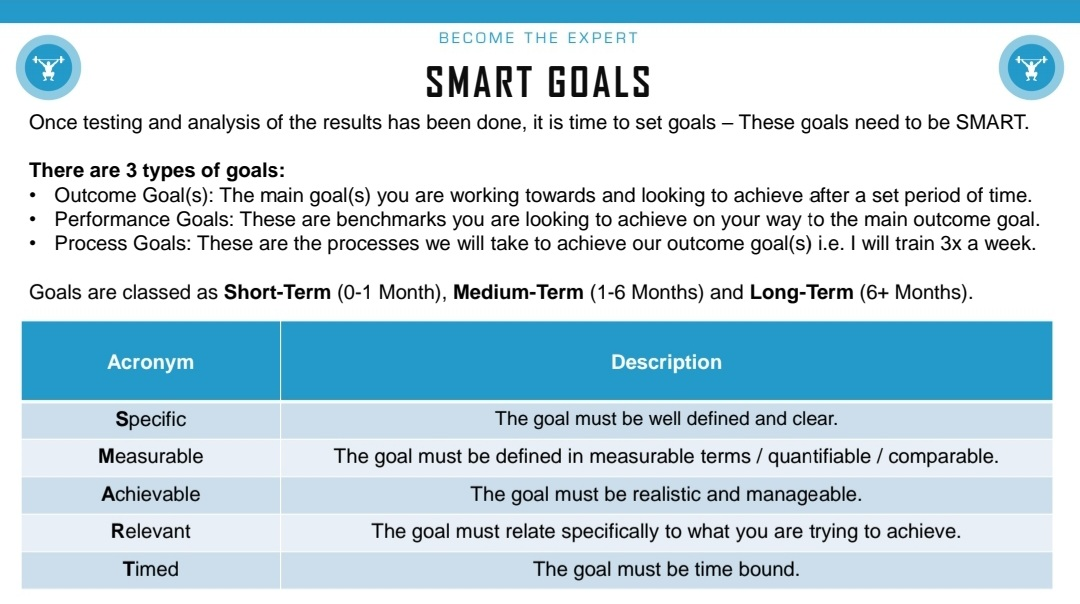 BECOME THE EXPERT
SMART GOALS
Once testing and analysis of the results has been done, it is time to set goals – These goals need to be SMART.
There are 3 types of goals:
• Outcome Goal(s): The main goal(s) you are working towards and looking to achieve after a set period of time.
• Performance Goals: These are benchmarks you are looking to achieve on your way to the main outcome goal.
• Process Goals: These are the processes we will take to achieve our outcome goal(s) i.e. I will train 3x a week.
Goals are classed as Short-Term (0-1 Month), Medium-Term (1-6 Months) and Long-Term (6+ Months).
Acronym Description
Specific The goal must be well defined and clear.
Measurable The goal must be defined in measurable terms / quantifiable / comparable.
Achievable The goal must be realistic and manageable.
Relevant The goal must relate specifically to what you are trying to achieve.
Timed The goal must be time bound.